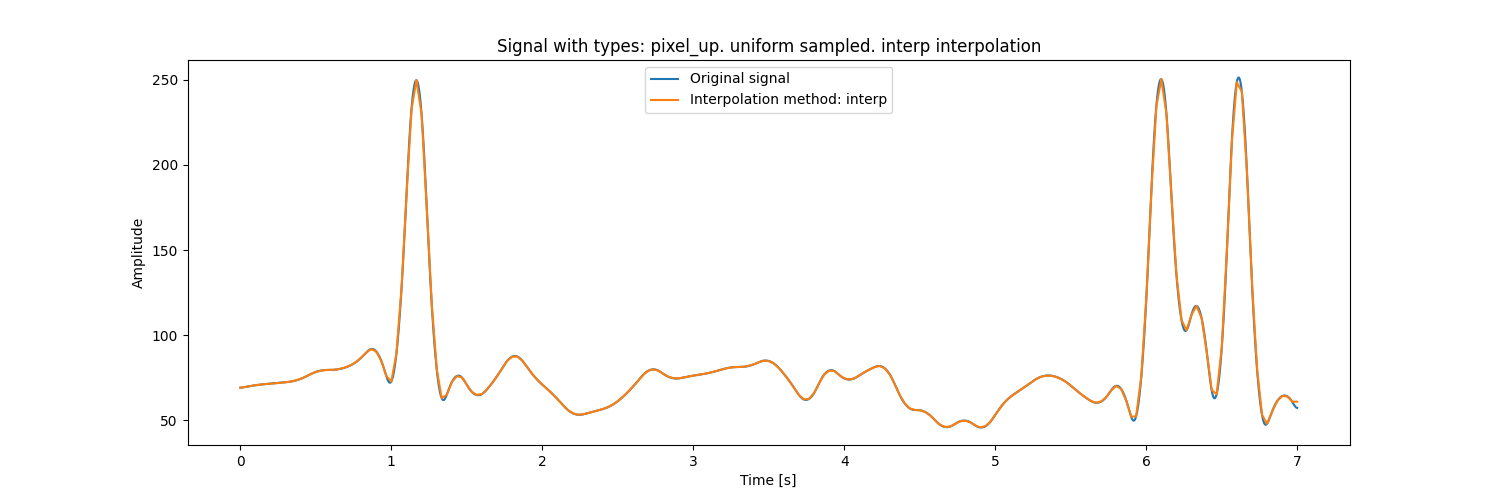 Signal with types: pixel_up. uniform sampled. interp interpolation
Original signal
Interpolation method: interp
Amplitude
250
200
150
100
50
0 1 2 3 4 5 6 7
Time [s]